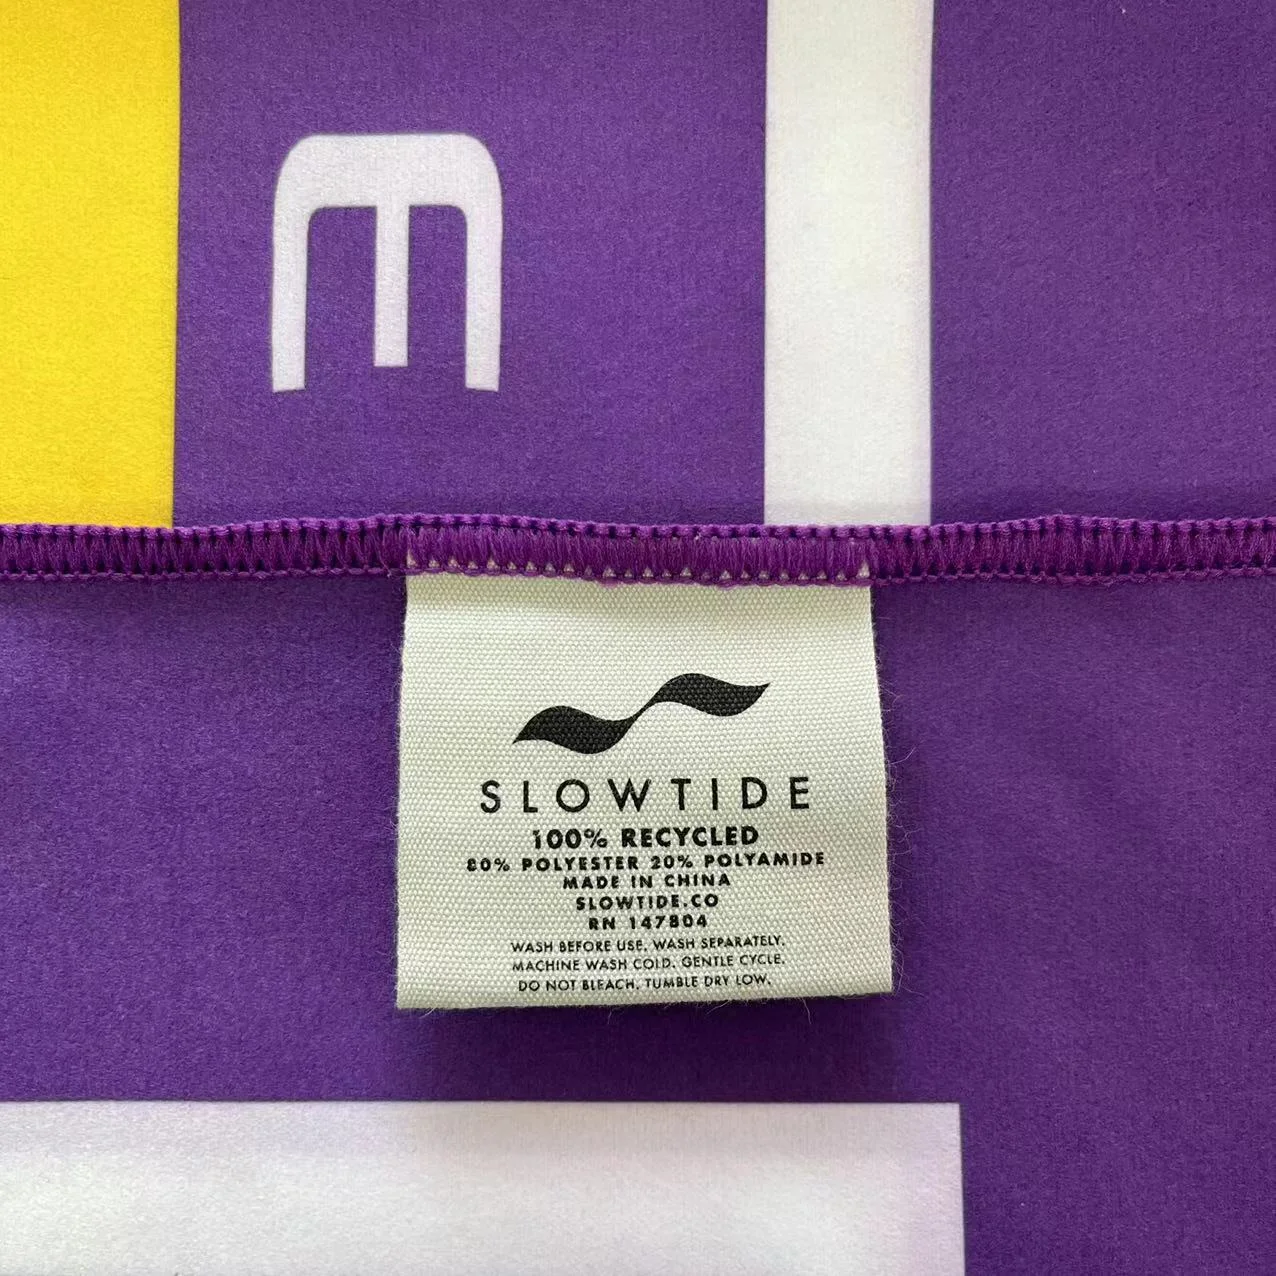 E
SLOWTIDE
100% RECYCLED
80% POLYESTER 20% POLYAMIDE
MADE IN CHINA
SLOWTIDE.CO
RN 147804
WASH BEFORE USE. WASH SEPARATELY.
MACHINE WASH COLD. GENTLE CYCLE.
DO NOT BLEACH. TUMBLE DRY LOW.